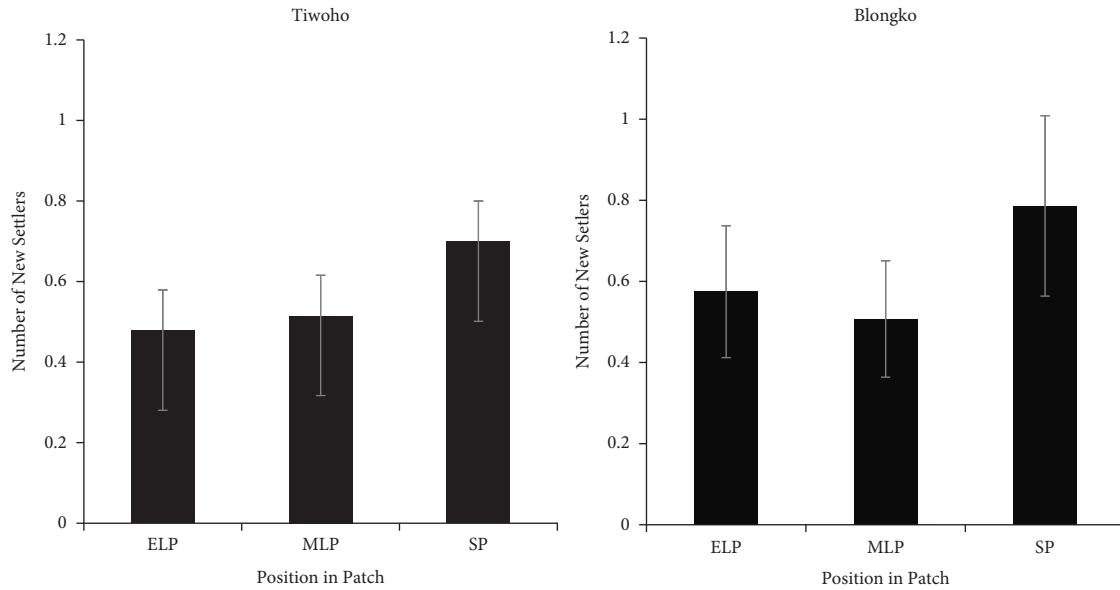 Tiwoho
Number of New Settlers
1.2
1
0.8
0.6
0.4
0.2
0
ELP MLP SP
Position in Patch
Blongko
Number of New Setlers
1.2
1
0.8
0.6
0.4
0.2
0
ELP MLP SP
Position in Patch